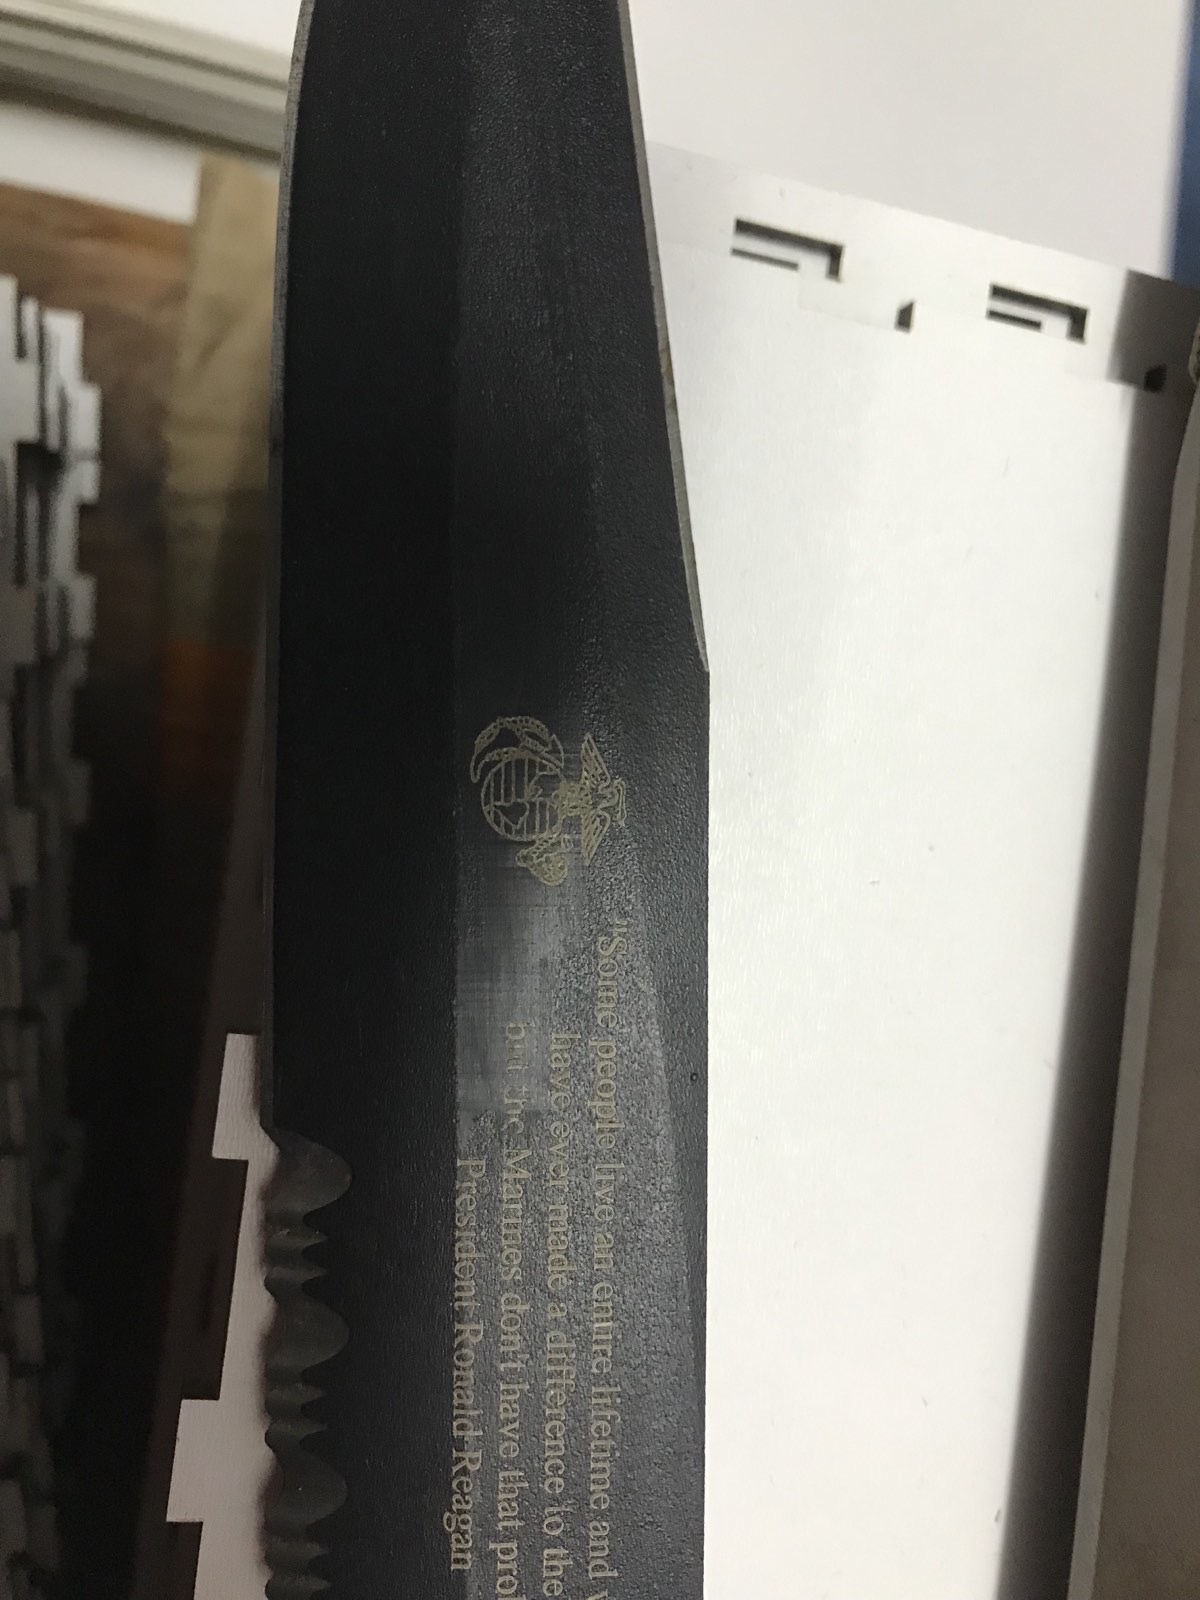 "Some people live an entire lifetime and
have ever made a difference to the
but the Marines don't have that
President Ronald Reagan